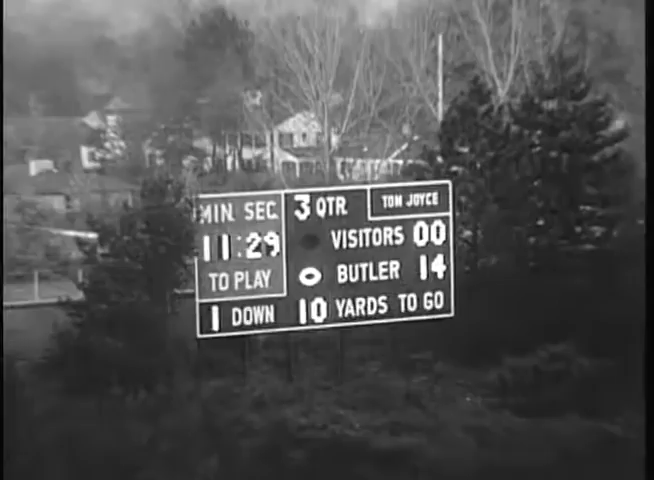 MIN. SEC. 3 QTR. TOM JOYCE
11:29 VISITORS 00
TO PLAY BUTLER 14
1 DOWN 10 YARDS TO GO